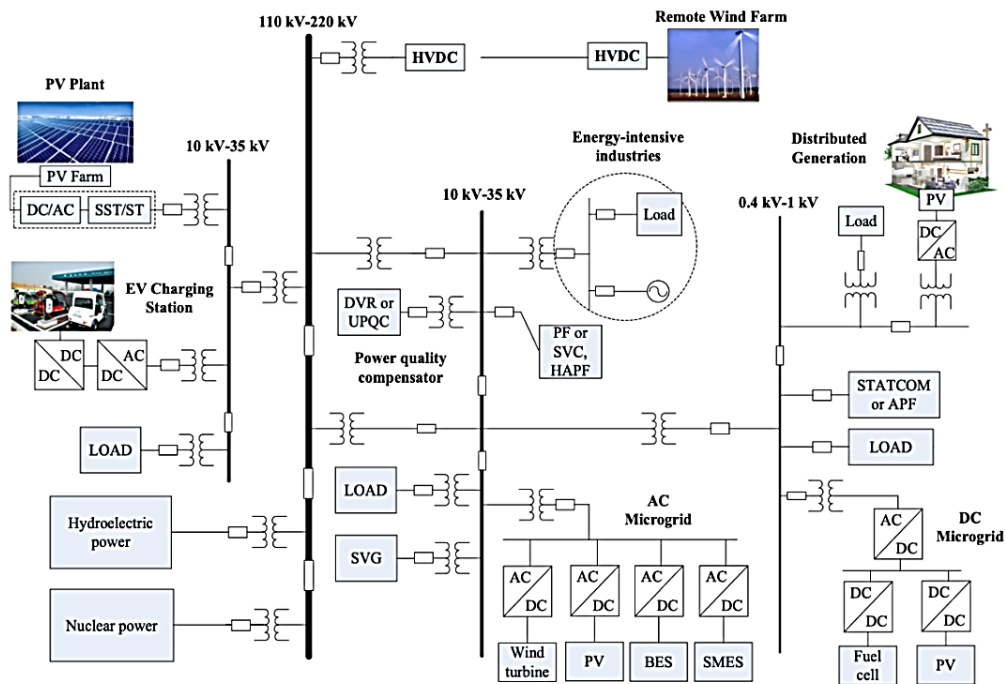 110 kV-220 kV
Remote Wind Farm
HVDC
HVDC
PV Plant
10 kV-35 kV
PV Farm
DC/AC
SST/ST
Energy-intensive
industries
Load
10 kV-35 kV
Distributed
Generation
0.4 kV-1 kV
Load
PV
DC
AC
EV Charging
Station
DC
DC
AC
DC
DVR or
UPQC
Power quality
compensator
PF or
SVC,
HAPF
STATCOM
or APF
LOAD
LOAD
LOAD
SVG
Hydroelectric
power
Nuclear power
AC
Microgrid
AC
DC
AC
DC
AC
DC
AC
DC
Wind
turbine
PV
BES
SMES
AC
DC
DC
Microgrid
DC
DC
DC
DC
Fuel
cell
PV